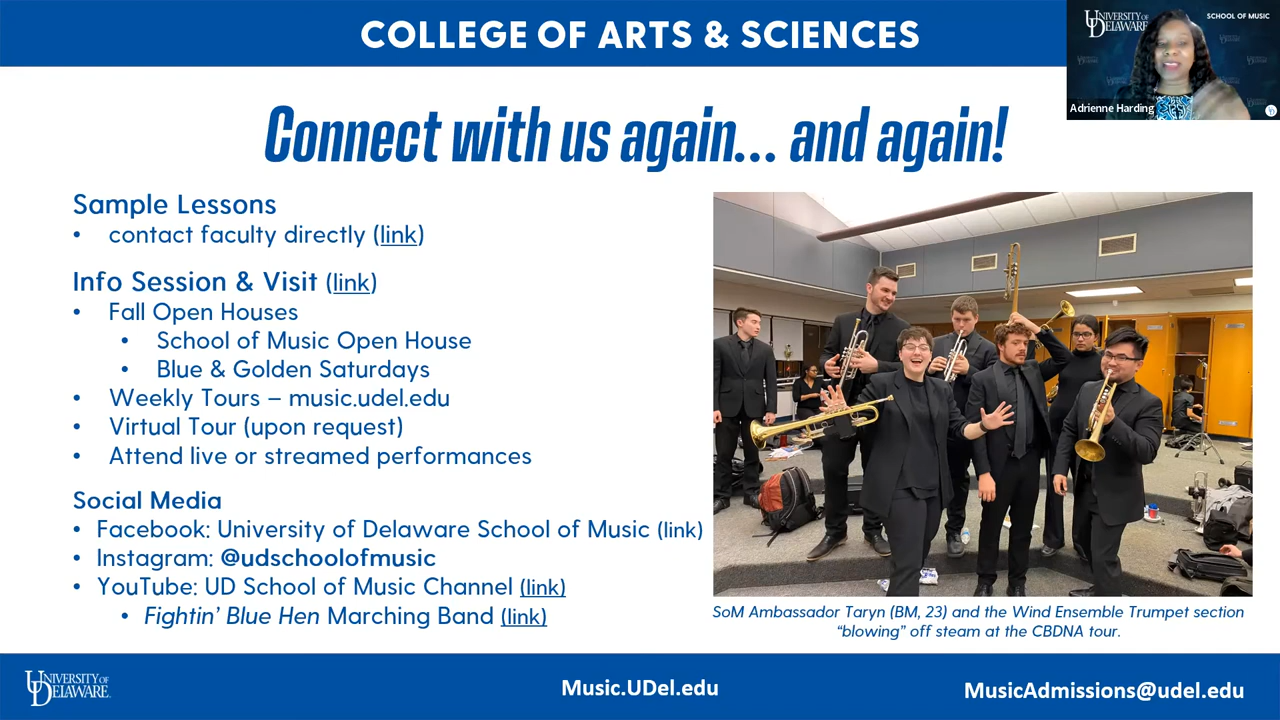 COLLEGE OF ARTS & SCIENCES
UNIVERSITY OF
DELAWARE
SCHOOL OF MUSIC
Adrienne Harding
Connect with us again... and again!
Sample Lessons
• contact faculty directly (link)
Info Session & Visit (link)
• Fall Open Houses
• School of Music Open House
• Blue & Golden Saturdays
• Weekly Tours – music.udel.edu
• Virtual Tour (upon request)
• Attend live or streamed performances
Social Media
• Facebook: University of Delaware School of Music (link)
• Instagram: @udschoolofmusic
• YouTube: UD School of Music Channel (link)
• Fightin’ Blue Hen Marching Band (link)
SoM Ambassador Taryn (BM, 23) and the Wind Ensemble Trumpet section
“blowing” off steam at the CBDNA tour.
UNIVERSITY OF
DELAWARE.
Music.UDel.edu
MusicAdmissions@udel.edu